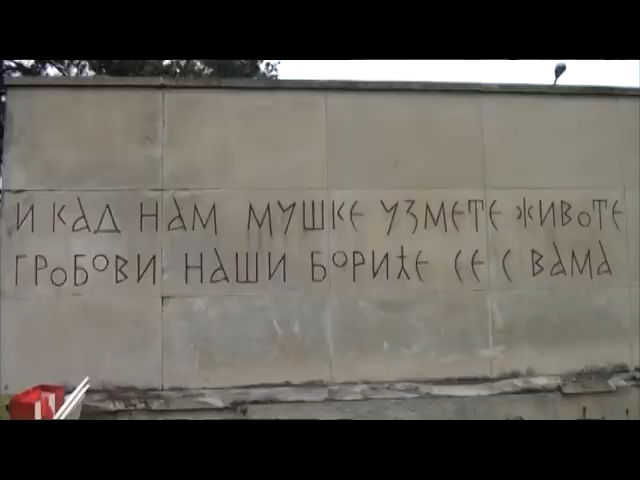 И КАД НАМ МУШКЕ УЗМЕТЕ ЖИВОТЕ
ГРОБОВИ НАШИ БОРИЋЕ СЕ С ВАМА